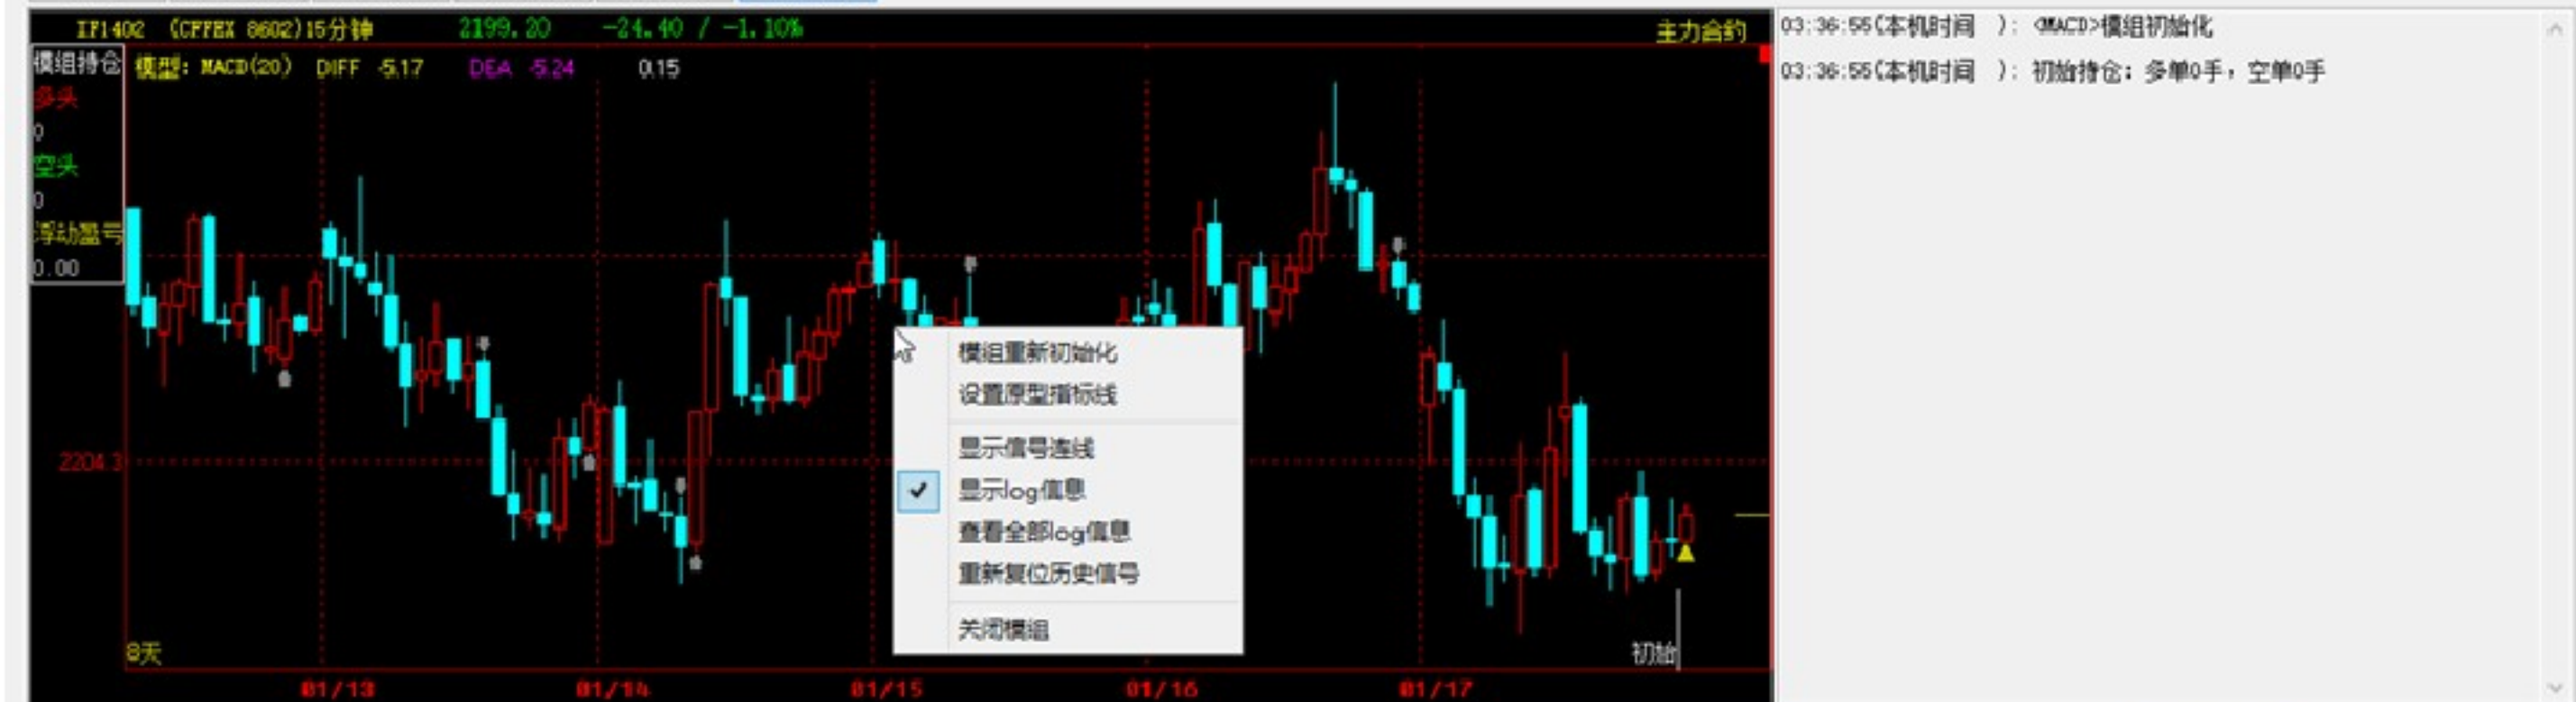 IF1402 (CFFEX 8602)15分钟 2199.20 -24.40 / -1.10% 主力合约
模组持仓
多头
0
空头
0
浮动盈亏
0.00
模型: MACD(20) DIFF -5.17 DEA -5.24 0.15
2204.3
8天
初始
01/13 01/14 01/15 01/16 01/17
模组重新初始化
设置原型指标线
显示信号连线
显示log信息
查看全部log信息
重新复位历史信号
关闭模组
03:36:55(本机时间 ): <MACD>模组初始化
03:36:55(本机时间 ): 初始持仓: 多单0手, 空单0手